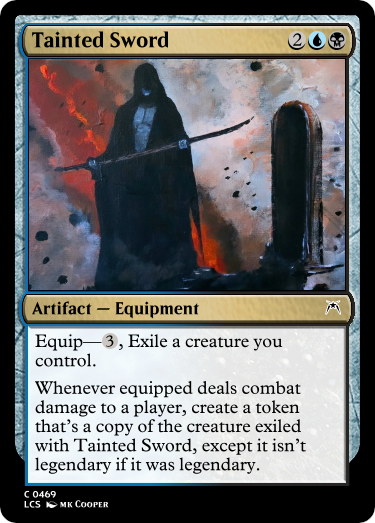 Tainted Sword 2
Artifact — Equipment
Equip—3, Exile a creature you
control.
Whenever equipped deals combat
damage to a player, create a token
that's a copy of the creature exiled
with Tainted Sword, except it isn't
legendary if it was legendary.
C 0469
LCS MK COOPER